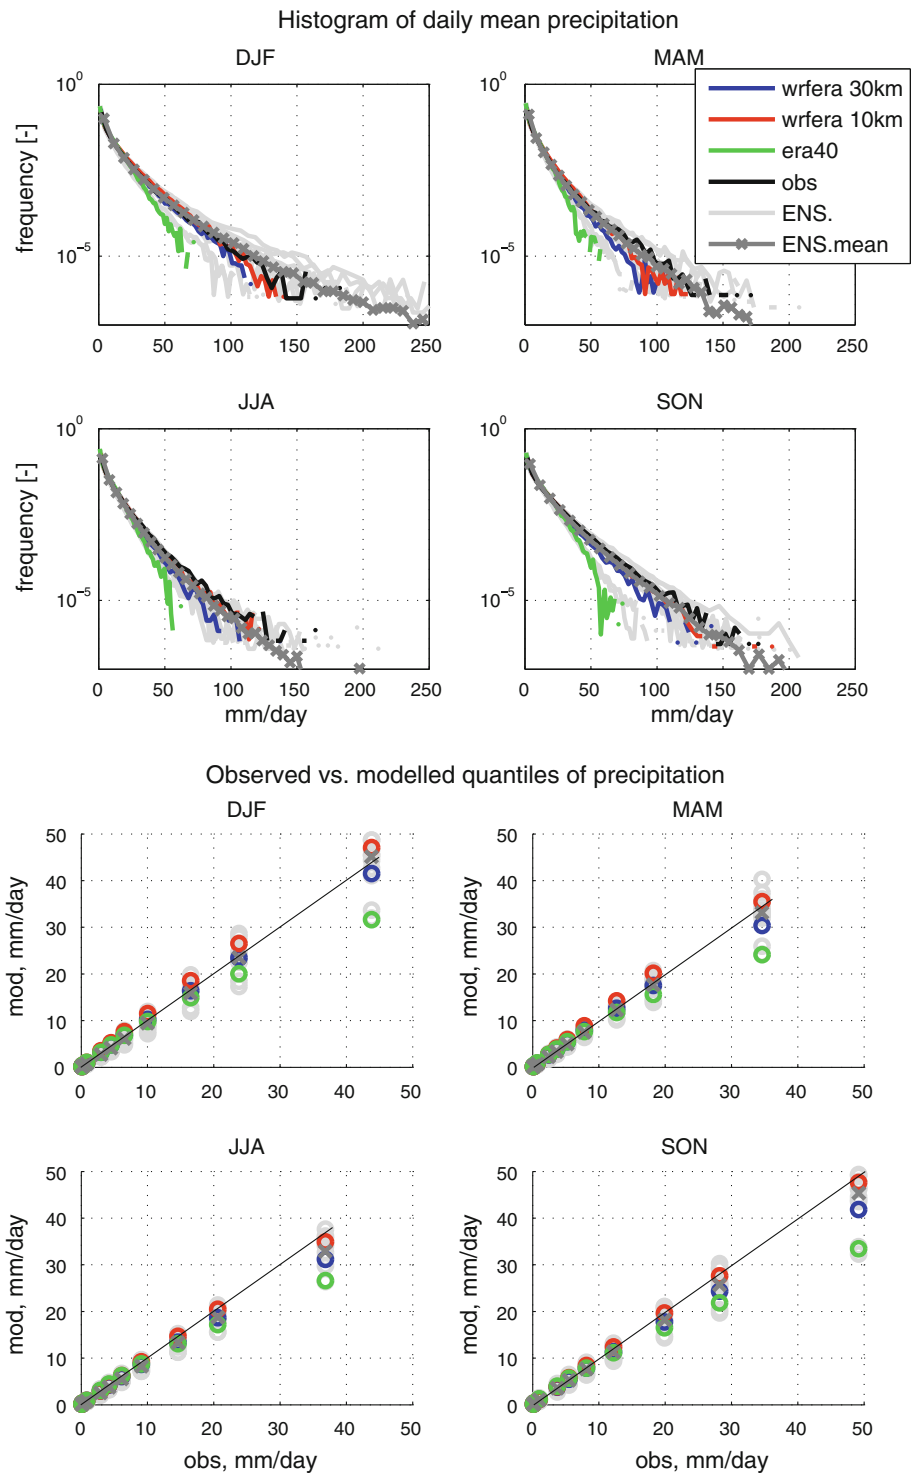 Histogram of daily mean precipitation
DJF
MAM
wrfera 30km
wrfera 10km
era40
obs
ENS.
ENS.mean
frequency [-]
10^0
10^-5
0 50 100 150 200 250
10^0
10^-5
0 50 100 150 200 250
JJA
SON
frequency [-]
10^0
10^-5
0 50 100 150 200 250
mm/day
10^0
10^-5
0 50 100 150 200 250
mm/day
Observed vs. modelled quantiles of precipitation
DJF
MAM
mod, mm/day
50
40
30
20
10
0
0 10 20 30 40 50
mod, mm/day
50
40
30
20
10
0
0 10 20 30 40 50
JJA
SON
mod, mm/day
50
40
30
20
10
0
0 10 20 30 40 50
obs, mm/day
mod, mm/day
50
40
30
20
10
0
0 10 20 30 40 50
obs, mm/day